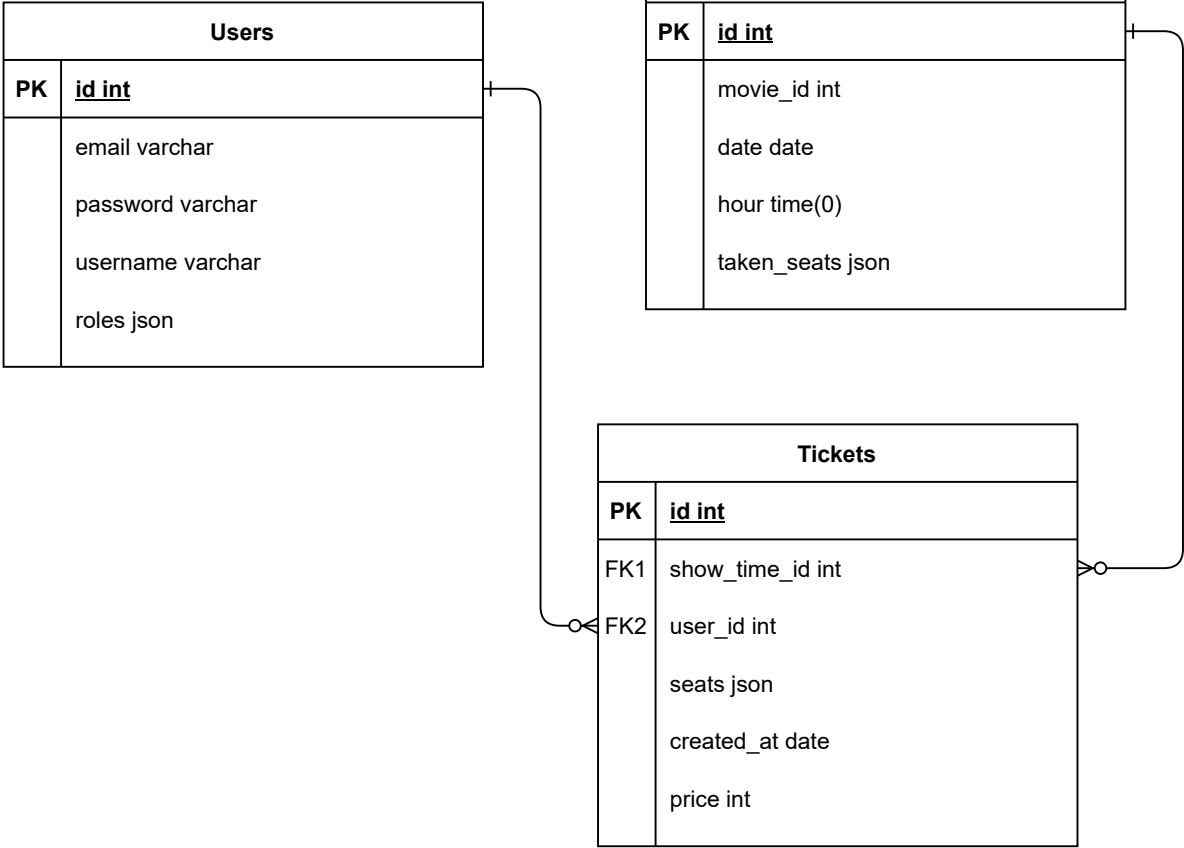 Users
PK id int
email varchar
password varchar
username varchar
roles json
PK id int
movie_id int
date date
hour time(0)
taken_seats json
Tickets
PK id int
FK1 show_time_id int
FK2 user_id int
seats json
created_at date
price int